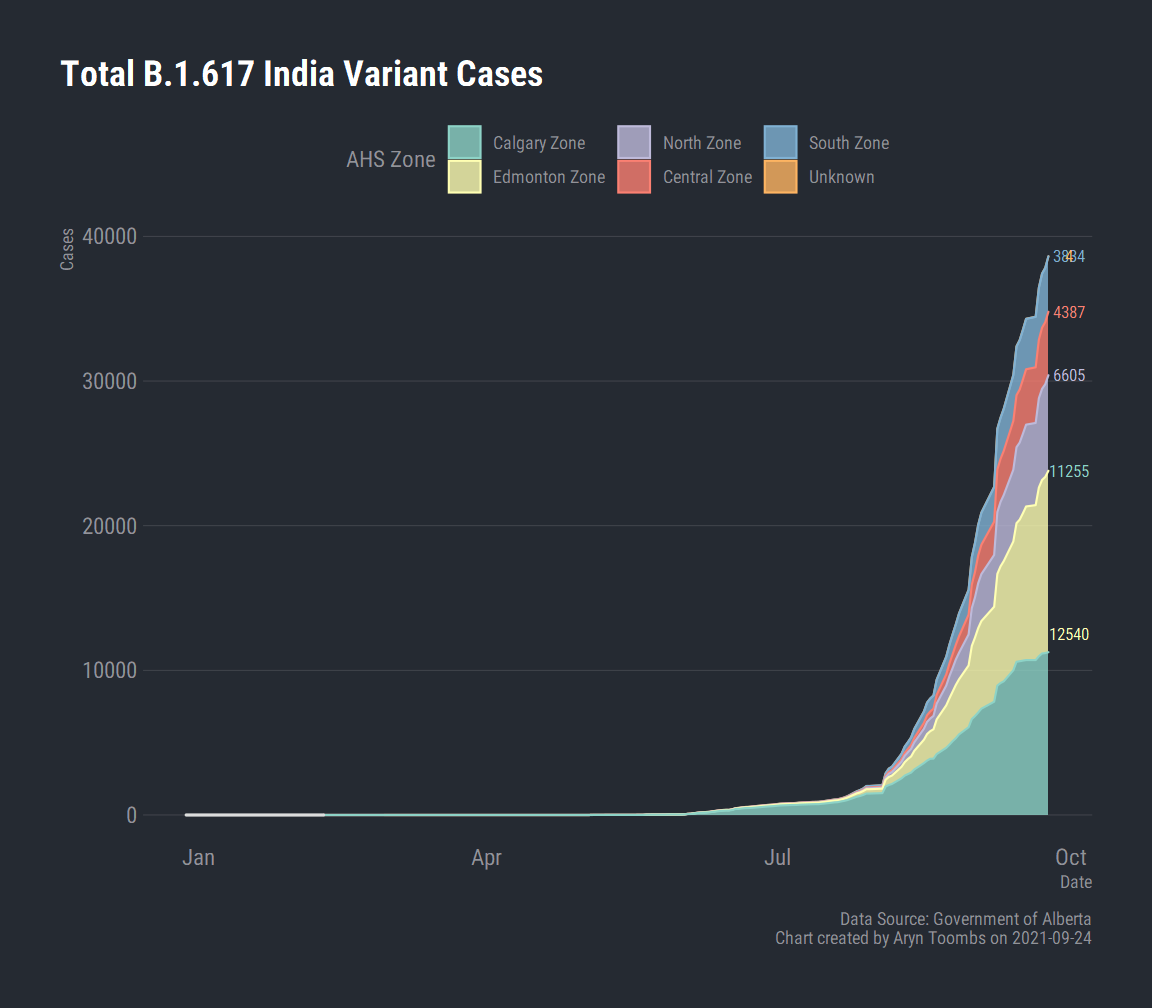 Total B.1.617 India Variant Cases
AHS Zone
Calgary Zone
North Zone
South Zone
Edmonton Zone
Central Zone
Unknown
Cases
40000
30000
20000
10000
0
4
4387
6605
11255
12540
Jan
Apr
Jul
Oct
Date
Data Source: Government of Alberta
Chart created by Aryn Toombs on 2021-09-24